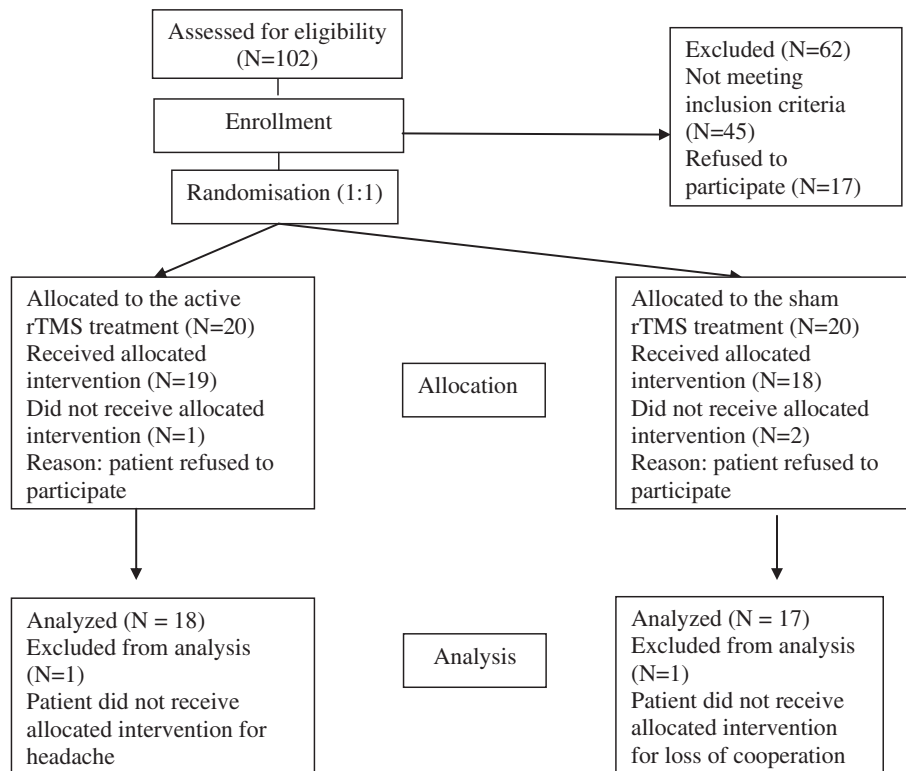 Assessed for eligibility
(N=102)
Excluded (N=62)
Not meeting
inclusion criteria
(N=45)
Refused to
participate (N=17)
Enrollment
Randomisation (1:1)
Allocated to the active
rTMS treatment (N=20)
Received allocated
intervention (N=19)
Did not receive allocated
intervention (N=1)
Reason: patient refused to
participate
Allocation
Allocated to the sham
rTMS treatment (N=20)
Received allocated
intervention (N=18)
Did not receive allocated
intervention (N=2)
Reason: patient refused to
participate
Analyzed (N = 18)
Excluded from analysis
(N=1)
Patient did not receive
allocated intervention for
headache
Analysis
Analyzed (N = 17)
Excluded from analysis
(N=1)
Patient did not receive
allocated intervention
for loss of cooperation